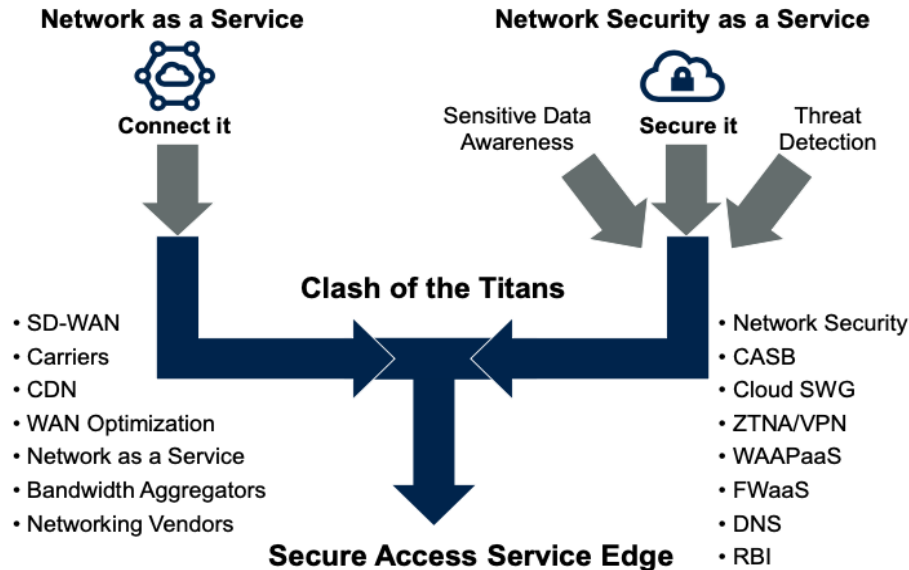 Network as a Service
Connect it
Network Security as a Service
Sensitive Data
Awareness
Secure it
Threat
Detection
Clash of the Titans
• SD-WAN
• Carriers
• CDN
• WAN Optimization
• Network as a Service
• Bandwidth Aggregators
• Networking Vendors
• Network Security
• CASB
• Cloud SWG
• ZTNA/VPN
• WAAPaaS
• FWaaS
• DNS
• RBI
Secure Access Service Edge